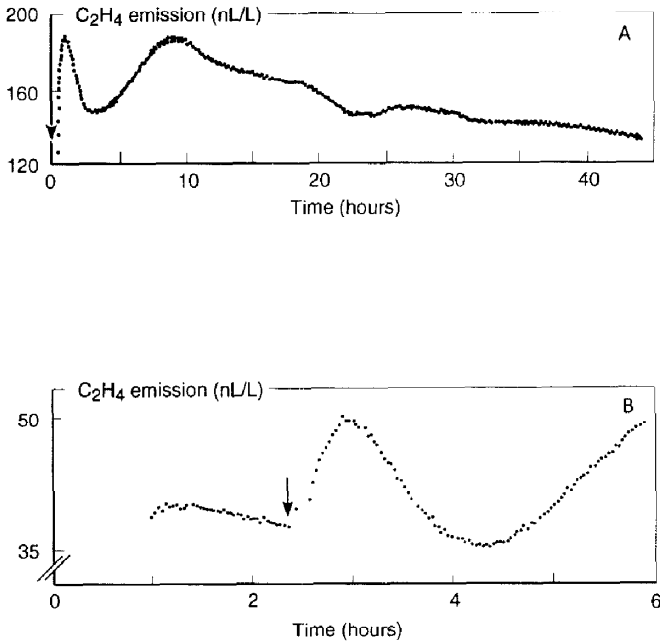 C₂H₄ emission (nL/L)
A
200
160
120
0 10 20 30 40
Time (hours)
C₂H₄ emission (nL/L)
B
50
35
0 2 4 6
Time (hours)